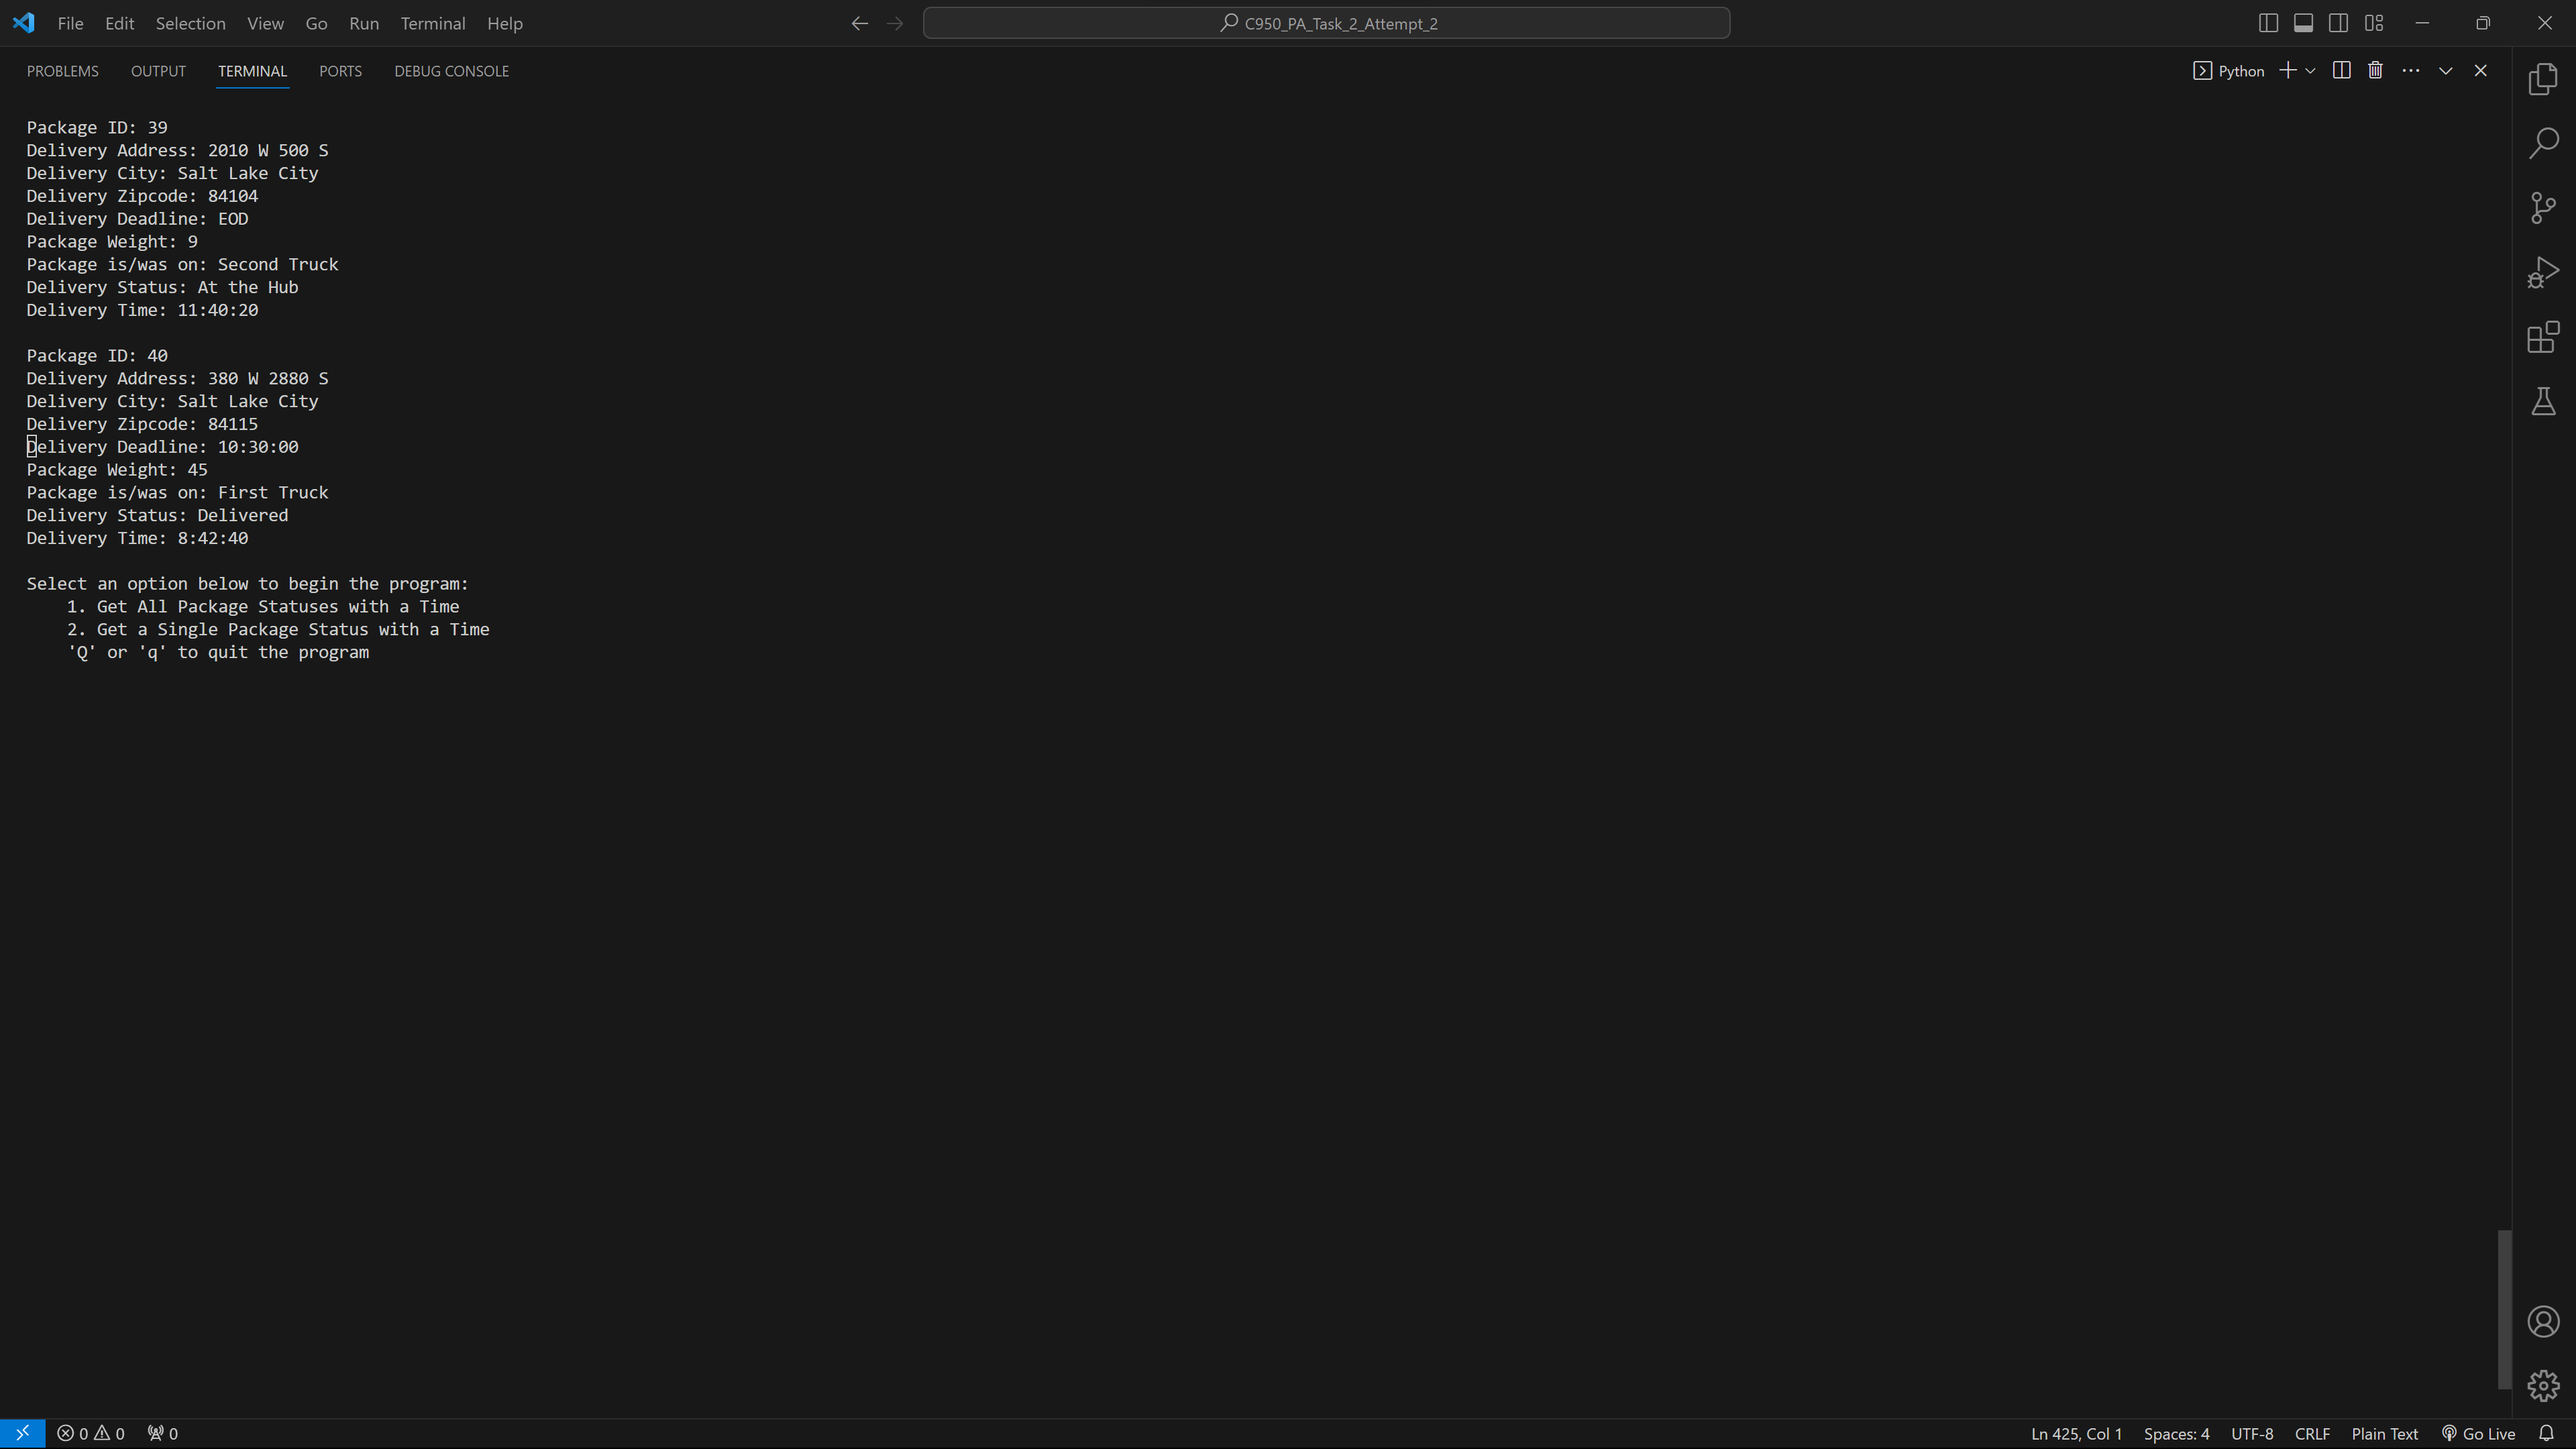 File Edit Selection View Go Run Terminal Help C950_PA_Task_2_Attempt_2
PROBLEMS OUTPUT TERMINAL PORTS DEBUG CONSOLE Python
Package ID: 39
Delivery Address: 2010 W 500 S
Delivery City: Salt Lake City
Delivery Zipcode: 84104
Delivery Deadline: EOD
Package Weight: 9
Package is/was on: Second Truck
Delivery Status: At the Hub
Delivery Time: 11:40:20
Package ID: 40
Delivery Address: 380 W 2880 S
Delivery City: Salt Lake City
Delivery Zipcode: 84115
Delivery Deadline: 10:30:00
Package Weight: 45
Package is/was on: First Truck
Delivery Status: Delivered
Delivery Time: 8:42:40
Select an option below to begin the program:
1. Get All Package Statuses with a Time
2. Get a Single Package Status with a Time
'Q' or 'q' to quit the program
0 0 0 Ln 425, Col 1 Spaces: 4 UTF-8 CRLF Plain Text Go Live